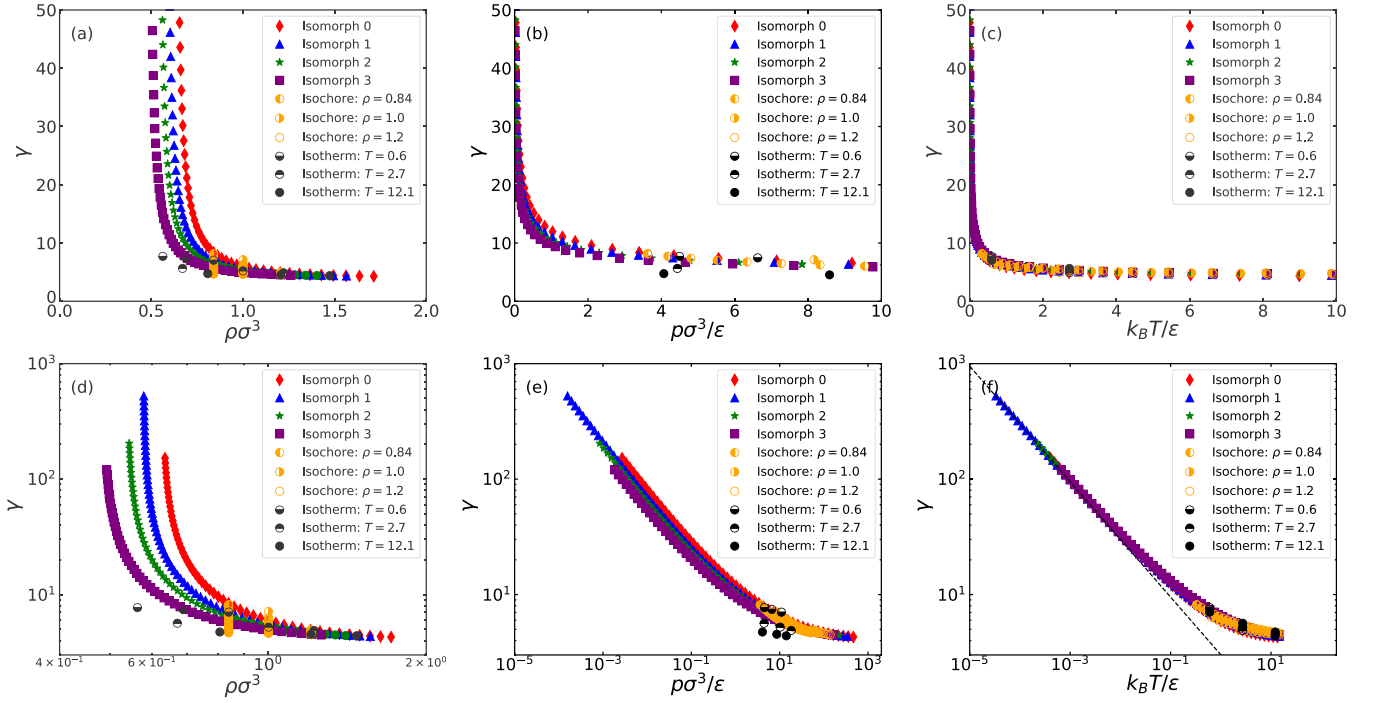 50
40
30
20
10
0
γ
(a)
Isomorph 0
Isomorph 1
Isomorph 2
Isomorph 3
Isochore: ρ = 0.84
Isochore: ρ = 1.0
Isochore: ρ = 1.2
Isotherm: T = 0.6
Isotherm: T = 2.7
Isotherm: T = 12.1
0.0 0.5 1.0 1.5 2.0
ρσ³
50
40
30
20
10
0
γ
(b)
Isomorph 0
Isomorph 1
Isomorph 2
Isomorph 3
Isochore: ρ = 0.84
Isochore: ρ = 1.0
Isochore: ρ = 1.2
Isotherm: T = 0.6
Isotherm: T = 2.7
Isotherm: T = 12.1
0 2 4 6 8 10
pσ³/ε
50
40
30
20
10
0
γ
(c)
Isomorph 0
Isomorph 1
Isomorph 2
Isomorph 3
Isochore: ρ = 0.84
Isochore: ρ = 1.0
Isochore: ρ = 1.2
Isotherm: T = 0.6
Isotherm: T = 2.7
Isotherm: T = 12.1
0 2 4 6 8 10
k_BT/ε
10³
10²
10¹
γ
(d)
Isomorph 0
Isomorph 1
Isomorph 2
Isomorph 3
Isochore: ρ = 0.84
Isochore: ρ = 1.0
Isochore: ρ = 1.2
Isotherm: T = 0.6
Isotherm: T = 2.7
Isotherm: T = 12.1
4 × 10⁻¹ 6 × 10⁻¹ 10⁰ 2 × 10⁰
ρσ³
10³
10²
10¹
γ
(e)
Isomorph 0
Isomorph 1
Isomorph 2
Isomorph 3
Isochore: ρ = 0.84
Isochore: ρ = 1.0
Isochore: ρ = 1.2
Isotherm: T = 0.6
Isotherm: T = 2.7
Isotherm: T = 12.1
10⁻⁵ 10⁻³ 10⁻¹ 10¹ 10³
pσ³/ε
10³
10²
10¹
γ
(f)
Isomorph 0
Isomorph 1
Isomorph 2
Isomorph 3
Isochore: ρ = 0.84
Isochore: ρ = 1.0
Isochore: ρ = 1.2
Isotherm: T = 0.6
Isotherm: T = 2.7
Isotherm: T = 12.1
10⁻⁵ 10⁻³ 10⁻¹ 10¹
k_BT/ε